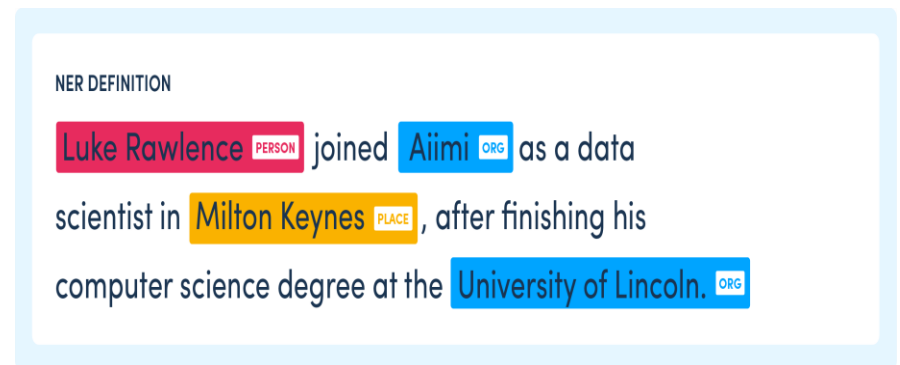 NER DEFINITION
Luke Rawlence PERSON joined Aiimi ORG as a data
scientist in Milton Keynes PLACE , after finishing his
computer science degree at the University of Lincoln. ORG